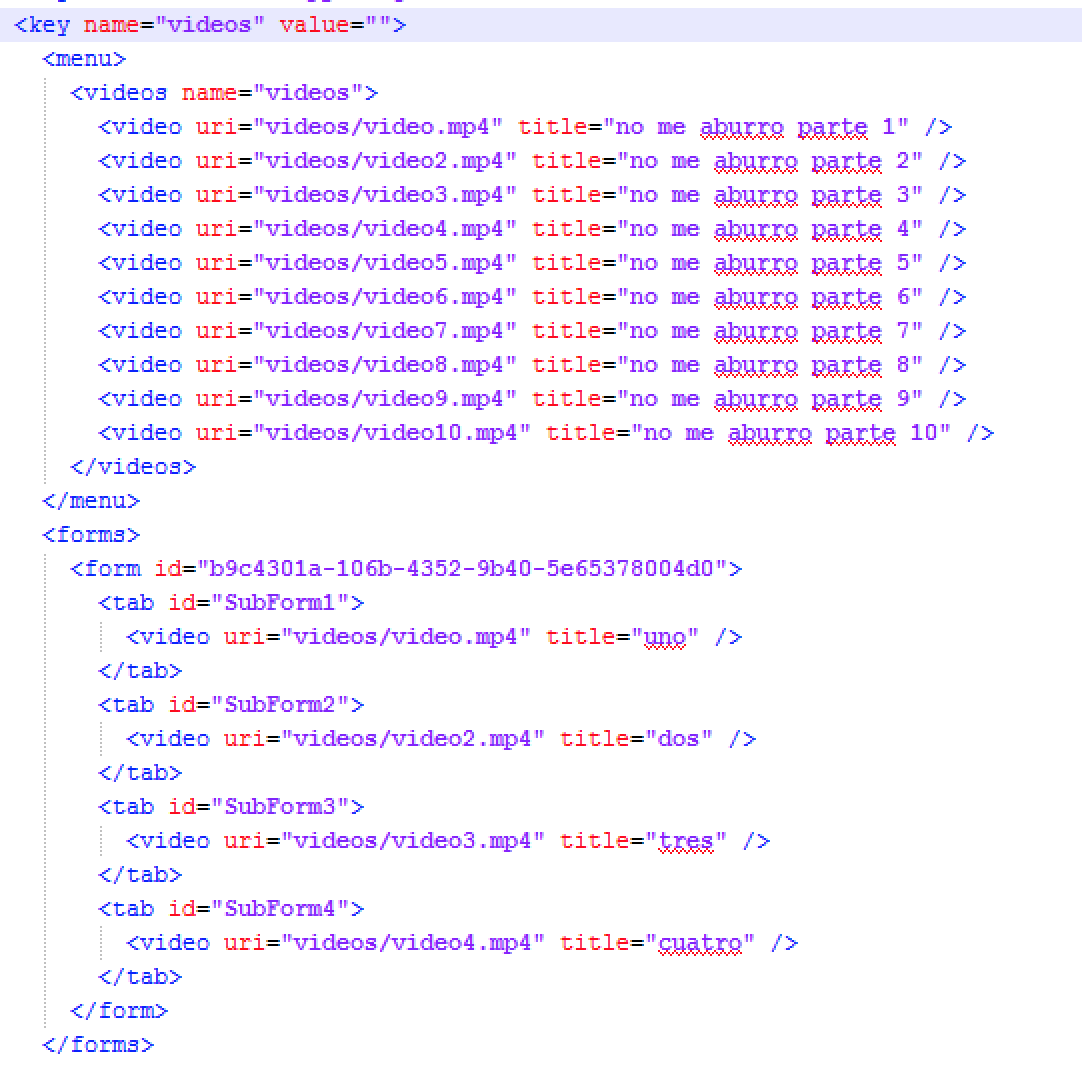 <key name="videos" value="">
<menu>
<videos name="videos">
<video uri="videos/video.mp4" title="no me aburro parte 1" />
<video uri="videos/video2.mp4" title="no me aburro parte 2" />
<video uri="videos/video3.mp4" title="no me aburro parte 3" />
<video uri="videos/video4.mp4" title="no me aburro parte 4" />
<video uri="videos/video5.mp4" title="no me aburro parte 5" />
<video uri="videos/video6.mp4" title="no me aburro parte 6" />
<video uri="videos/video7.mp4" title="no me aburro parte 7" />
<video uri="videos/video8.mp4" title="no me aburro parte 8" />
<video uri="videos/video9.mp4" title="no me aburro parte 9" />
<video uri="videos/video10.mp4" title="no me aburro parte 10" />
</videos>
</menu>
<forms>
<form id="b9c4301a-106b-4352-9b40-5e65378004d0">
<tab id="SubForm1">
<video uri="videos/video.mp4" title="uno" />
</tab>
<tab id="SubForm2">
<video uri="videos/video2.mp4" title="dos" />
</tab>
<tab id="SubForm3">
<video uri="videos/video3.mp4" title="tres" />
</tab>
<tab id="SubForm4">
<video uri="videos/video4.mp4" title="cuatro" />
</tab>
</form>
</forms>